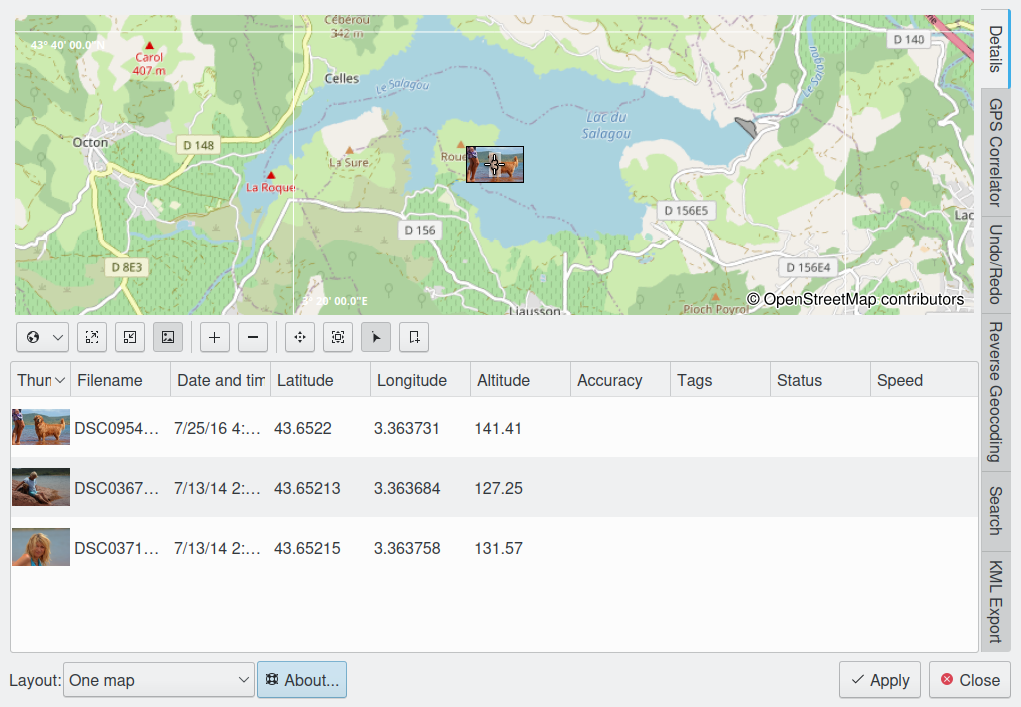 Cébérou
342 m
D 140
43° 40' 00.0"N
Carol
407 m
Details
Celles
Le Salagou
Lac du
Salagou
Octon
D 148
La Sure
La Roque
GPS Correlator
D 156E5
D 156
Undo/Redo
D 8E3
D 156E4
3° 20' 00.0"E
© OpenStreetMap contributors
Liausson
Pioch Poyrol
Reverse Geocoding
Filename
Date and tim
Latitude
Longitude
Altitude
Accuracy
Tags
Status
Speed
DSC0954... 7/25/16 4:... 43.6522 3.363731 141.41
DSC0367... 7/13/14 2:... 43.65213 3.363684 127.25
Search
DSC0371... 7/13/14 2:... 43.65215 3.363758 131.57
KML Export
Layout: One map
About...
Apply
Close